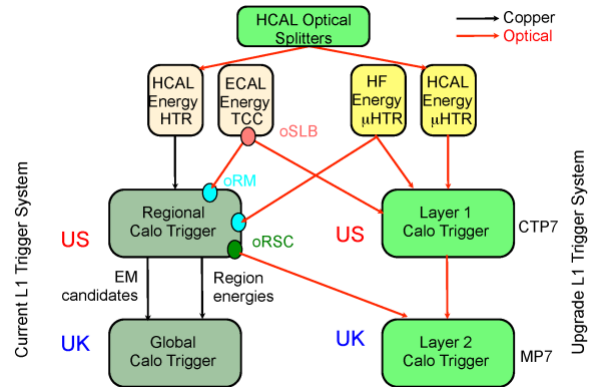 HCAL Optical
Splitters
Copper
Optical
HCAL
Energy
HTR
ECAL
Energy
TCC
HF
Energy
μHTR
HCAL
Energy
μHTR
oSLB
oRM
Current L1 Trigger System
US
Regional
Calo Trigger
oRSC
US
Layer 1
Calo Trigger
CTP7
Upgrade L1 Trigger System
EM
candidates
Region
energies
UK
Global
Calo Trigger
UK
Layer 2
Calo Trigger
MP7